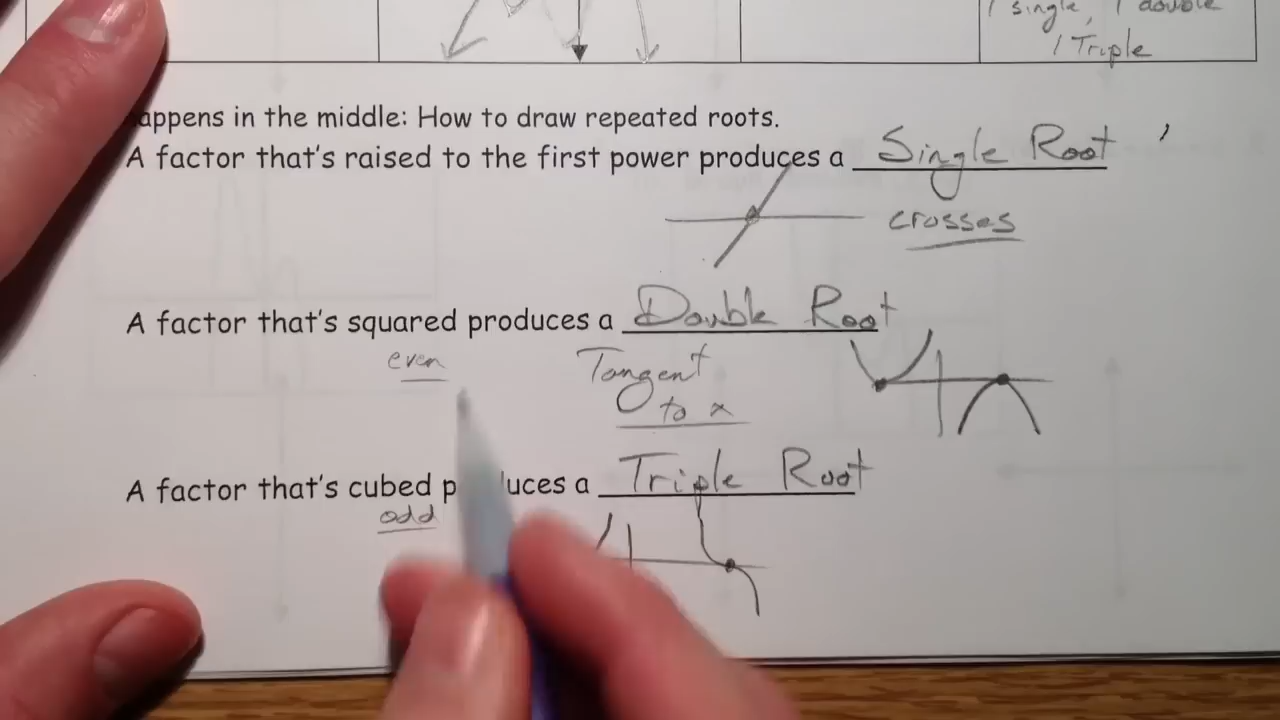 1 single, 1 double
1 Triple
appens in the middle: How to draw repeated roots.
A factor that's raised to the first power produces a Single Root
crosses
A factor that's squared produces a Double Root
even
Tangent
to x
A factor that's cubed uces a Triple Root
odd